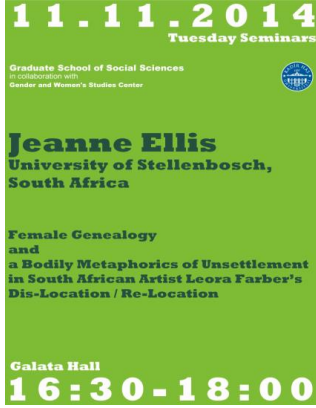 11.11.2014
Tuesday Seminars
Graduate School of Social Sciences
in collaboration with
Gender and Women's Studies Center
Jeanne Ellis
University of Stellenbosch,
South Africa
Female Genealogy
and
a Bodily Metaphorics of Unsettlement
in South African Artist Leora Farber's
Dis-Location / Re-Location
Galata Hall
16:30-18:00